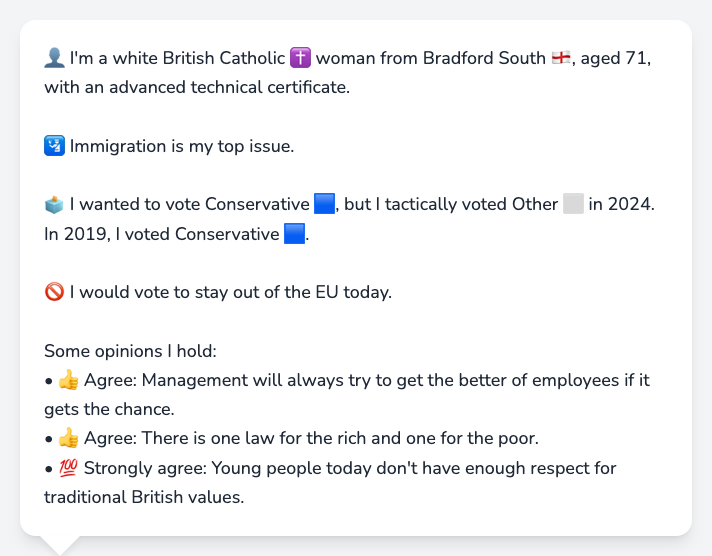 👤 I'm a white British Catholic ✝️ woman from Bradford South 🏴󠁧󠁢󠁥󠁮󠁧󠁿, aged 71,
with an advanced technical certificate.
🛂 Immigration is my top issue.
🗳️ I wanted to vote Conservative 🟦, but I tactically voted Other ⬜ in 2024.
In 2019, I voted Conservative 🟦.
🚫 I would vote to stay out of the EU today.
Some opinions I hold:
• 👍 Agree: Management will always try to get the better of employees if it
gets the chance.
• 👍 Agree: There is one law for the rich and one for the poor.
• 💯 Strongly agree: Young people today don't have enough respect for
traditional British values.